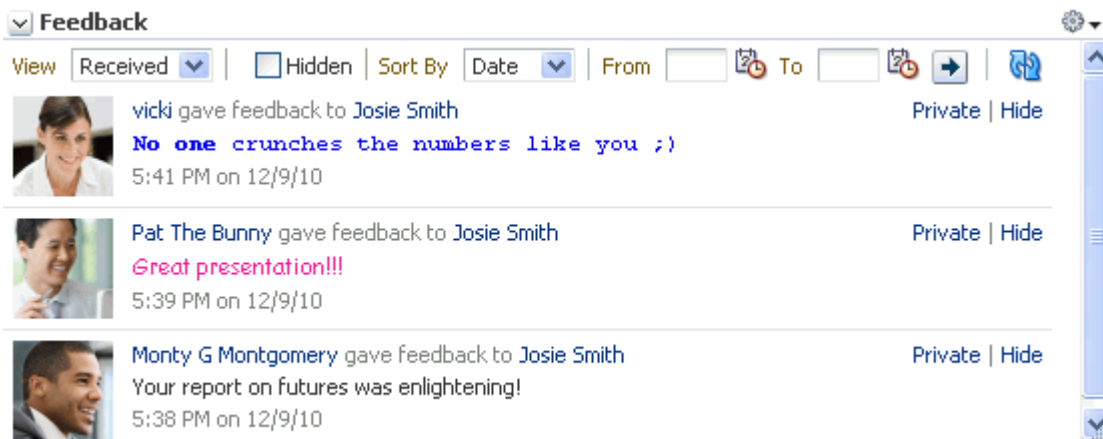 Feedback
View Received Hidden Sort By Date From To
vicki gave feedback to Josie Smith Private | Hide
No one crunches the numbers like you ;)
5:41 PM on 12/9/10
Pat The Bunny gave feedback to Josie Smith Private | Hide
Great presentation!!!
5:39 PM on 12/9/10
Monty G Montgomery gave feedback to Josie Smith Private | Hide
Your report on futures was enlightening!
5:38 PM on 12/9/10